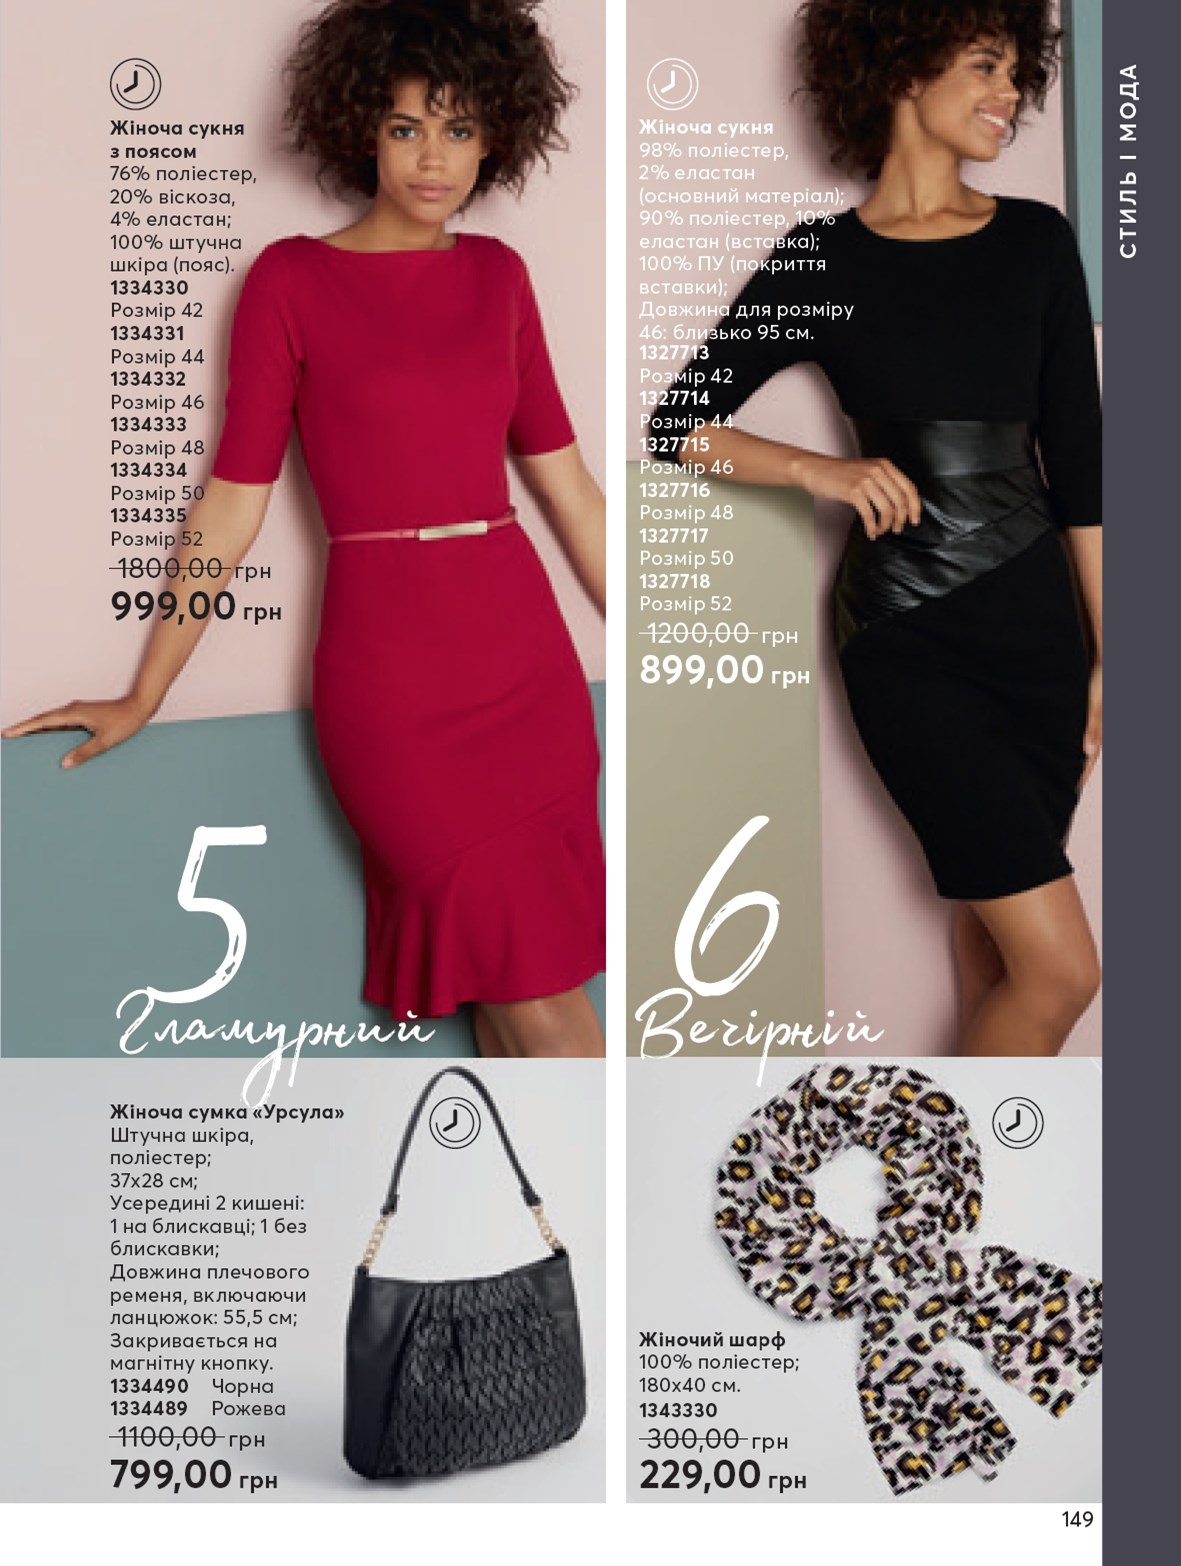 Жіноча сукня
з поясом
76% поліестер,
20% віскоза,
4% еластан;
100% штучна
шкіра (пояс).
1334330
Розмір 42
1334331
Розмір 44
1334332
Розмір 46
1334333
Розмір 48
1334334
Розмір 50
1334335
Розмір 52
1800,00 грн
999,00 грн
5
Гламурний
Жіноча сукня
98% поліестер,
2% еластан
(основний матеріал);
90% поліестер, 10%
еластан (вставка);
100% ПУ (покриття
вставки);
Довжина для розміру
46: близько 95 см.
1327713
Розмір 42
1327714
Розмір 44
1327715
Розмір 46
1327716
Розмір 48
1327717
Розмір 50
1327718
Розмір 52
1200,00 грн
899,00 грн
6
Вечірній
СТИЛЬ І МОДА
Жіноча сумка «Урсула»
Штучна шкіра,
поліестер;
37х28 см;
Усередині 2 кишені:
1 на блискавці; 1 без
блискавки;
Довжина плечового
ременя, включаючи
ланцюжок: 55,5 см;
Закривається на
магнітну кнопку.
1334490 Чорна
1334489 Рожева
1100,00 грн
799,00 грн
Жіночий шарф
100% поліестер;
180х40 см.
1343330
300,00 грн
229,00 грн
149